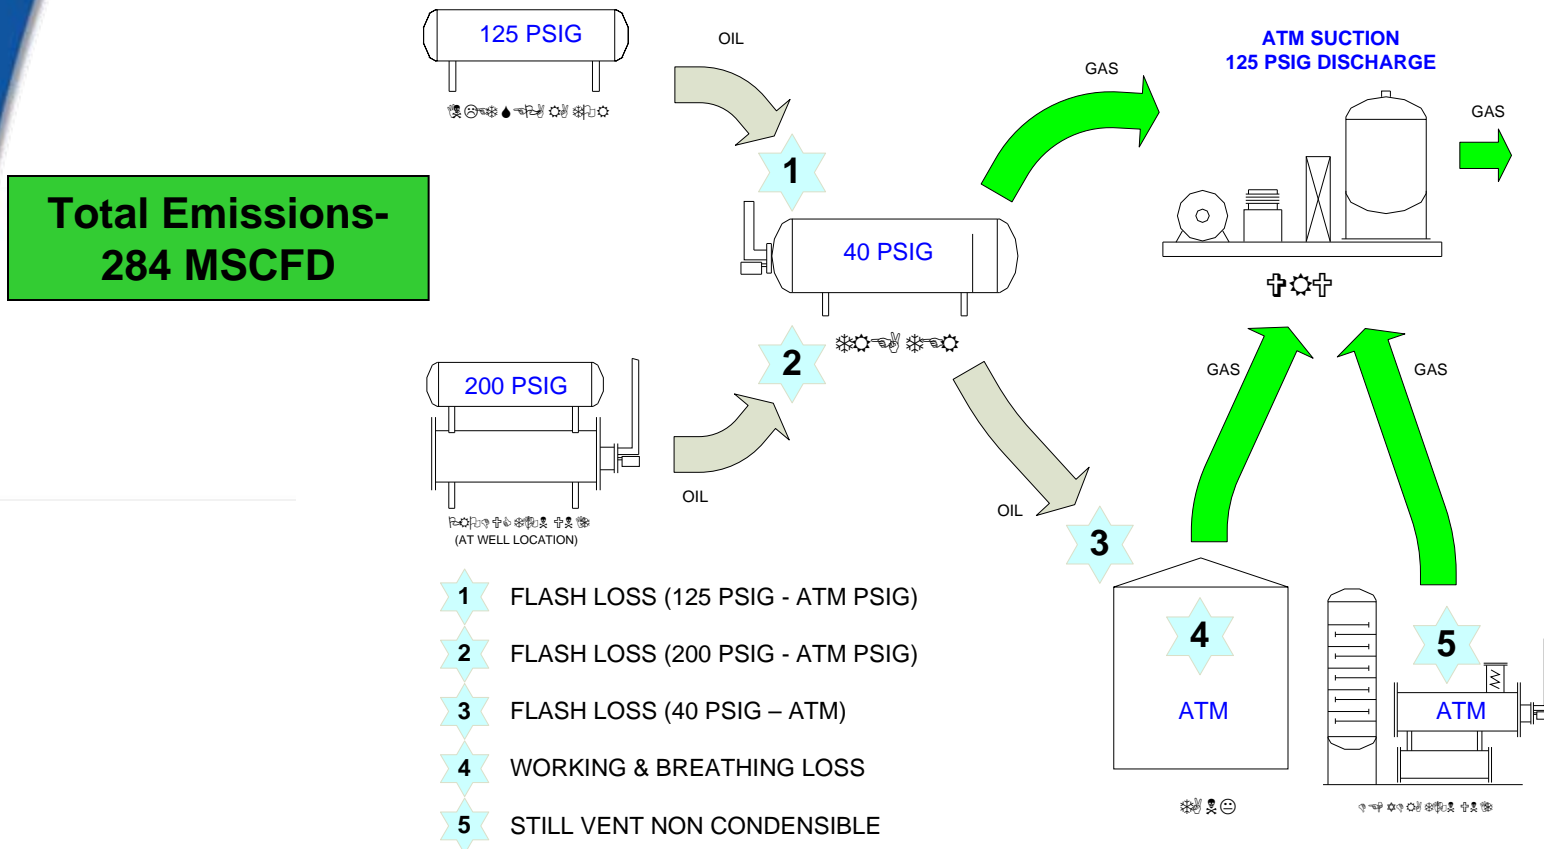 125 PSIG
OIL
GAS
ATM SUCTION
125 PSIG DISCHARGE
GAS
1
Total Emissions-
284 MSCFD
40 PSIG
2
200 PSIG
GAS
GAS
OIL
OIL
(AT WELL LOCATION)
3
4
5
ATM
ATM
1 FLASH LOSS (125 PSIG - ATM PSIG)
2 FLASH LOSS (200 PSIG - ATM PSIG)
3 FLASH LOSS (40 PSIG – ATM)
4 WORKING & BREATHING LOSS
5 STILL VENT NON CONDENSIBLE